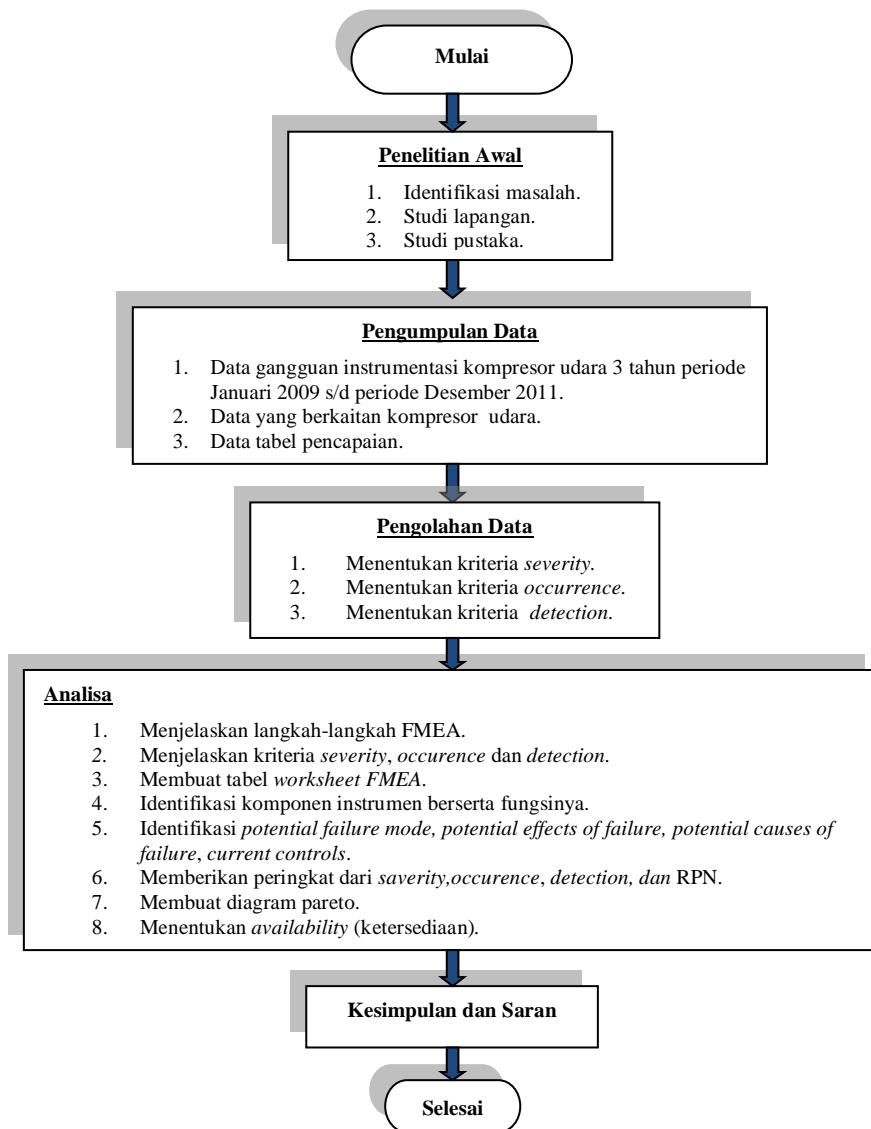 Mulai
Penelitian Awal
1. Identifikasi masalah.
2. Studi lapangan.
3. Studi pustaka.
Pengumpulan Data
1. Data gangguan instrumentasi kompresor udara 3 tahun periode
Januari 2009 s/d periode Desember 2011.
2. Data yang berkaitan kompresor udara.
3. Data tabel pencapaian.
Pengolahan Data
1. Menentukan kriteria severity.
2. Menentukan kriteria occurrence.
3. Menentukan kriteria detection.
Analisa
1. Menjelaskan langkah-langkah FMEA.
2. Menjelaskan kriteria severity, occurence dan detection.
3. Membuat tabel worksheet FMEA.
4. Identifikasi komponen instrumen berserta fungsinya.
5. Identifikasi potential failure mode, potential effects of failure, potential causes of
failure, current controls.
6. Memberikan peringkat dari saverity,occurence, detection, dan RPN.
7. Membuat diagram pareto.
8. Menentukan availability (ketersediaan).
Kesimpulan dan Saran
Selesai